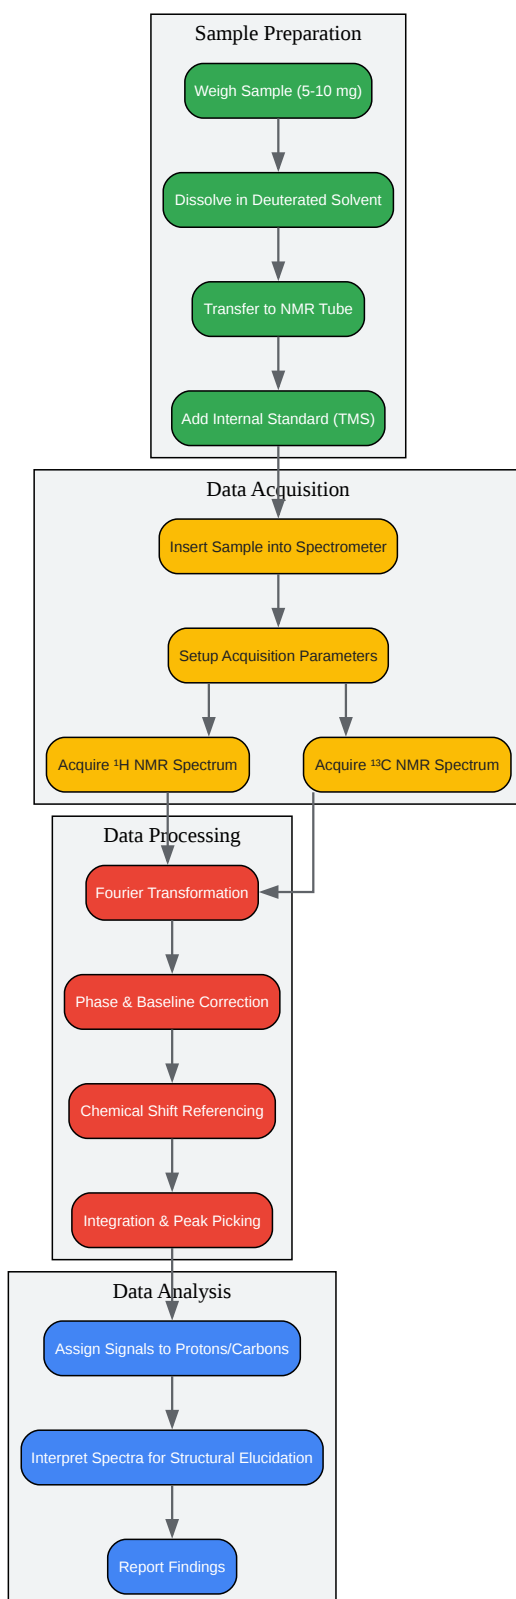 Sample Preparation
Weigh Sample (5-10 mg)
Dissolve in Deuterated Solvent
Transfer to NMR Tube
Add Internal Standard (TMS)
Data Acquisition
Insert Sample into Spectrometer
Setup Acquisition Parameters
Acquire ¹H NMR Spectrum
Acquire ¹³C NMR Spectrum
Data Processing
Fourier Transformation
Phase & Baseline Correction
Chemical Shift Referencing
Integration & Peak Picking
Data Analysis
Assign Signals to Protons/Carbons
Interpret Spectra for Structural Elucidation
Report Findings